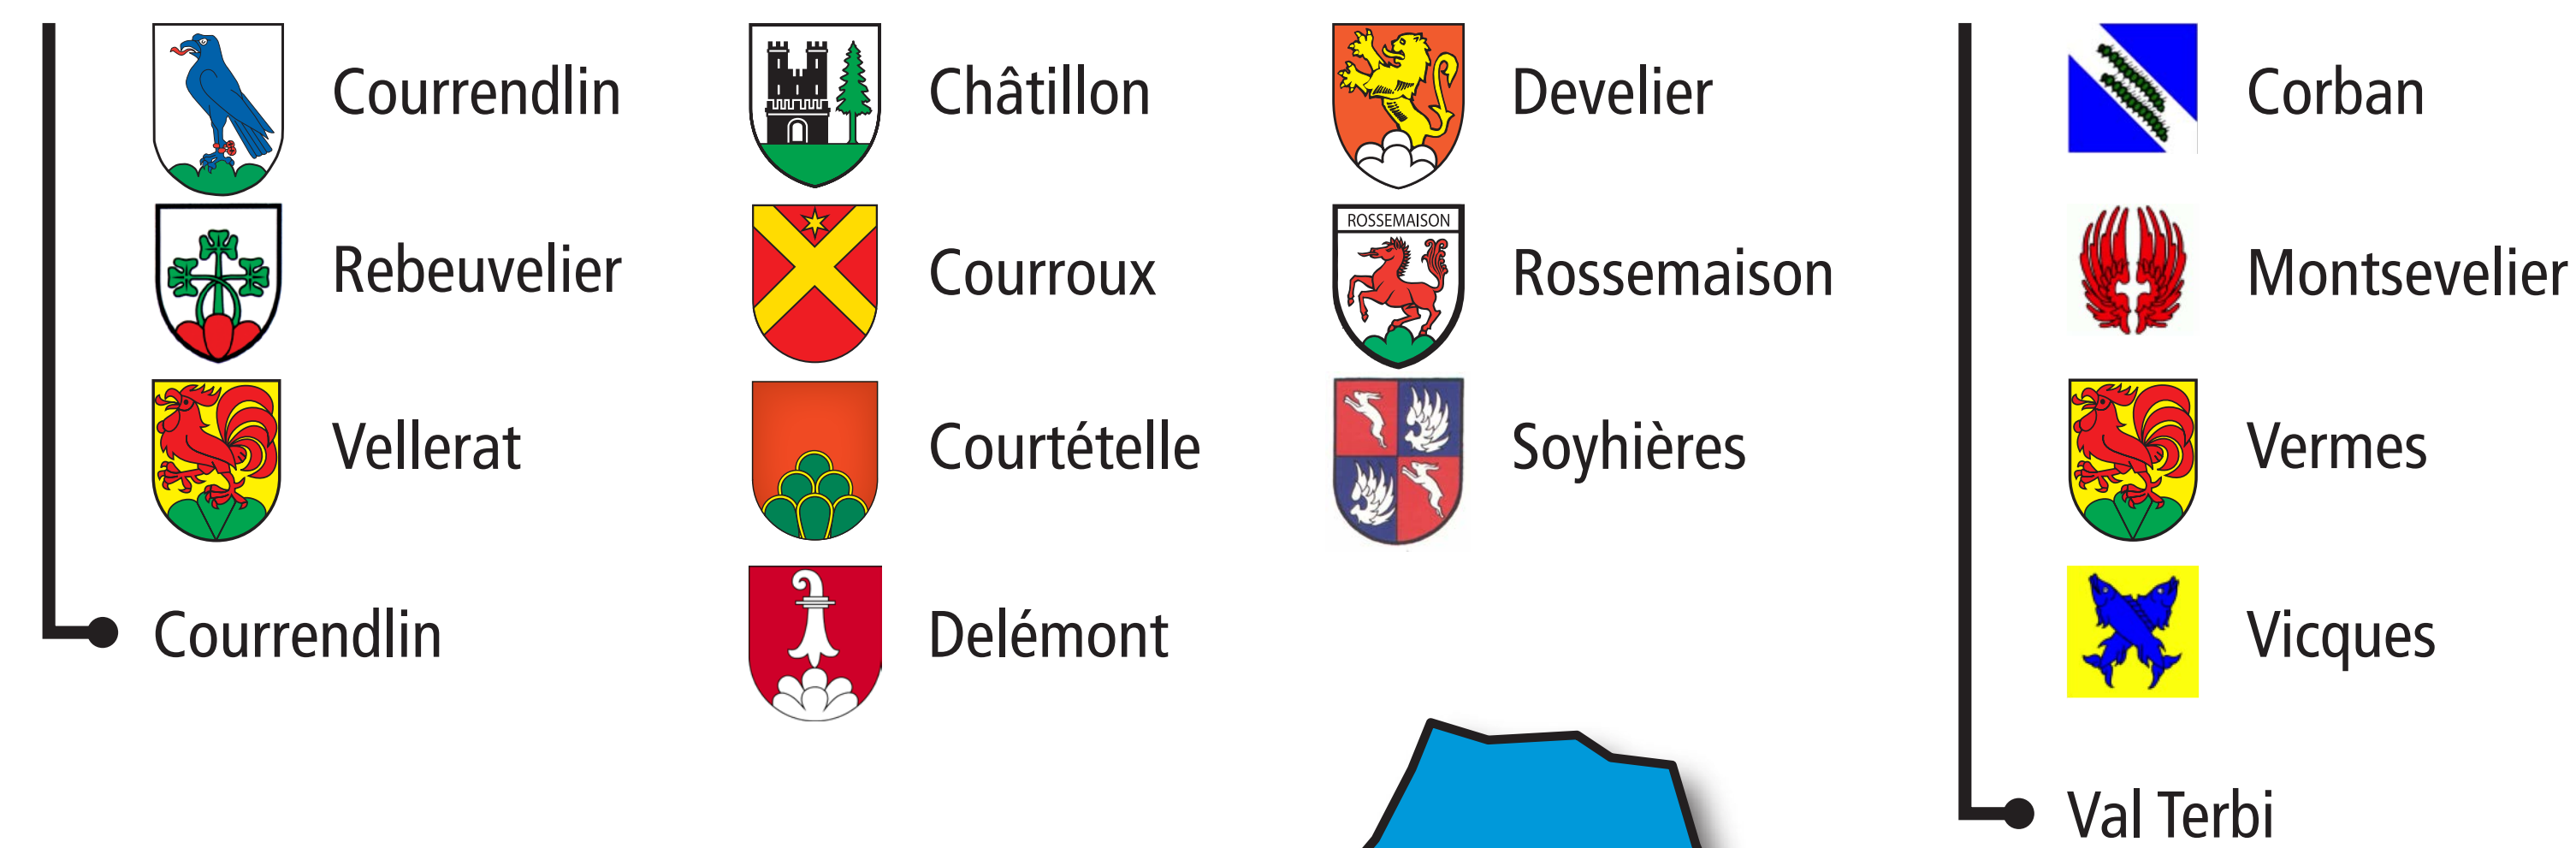 Courrendlin
Rebeuvelier
Vellerat
Courrendlin
Châtillon
Courroux
Courtételle
Delémont
Develier
ROSSEMAISON
Rossemaison
Soyhières
Corban
Montsevelier
Vermes
Vicques
Val Terbi